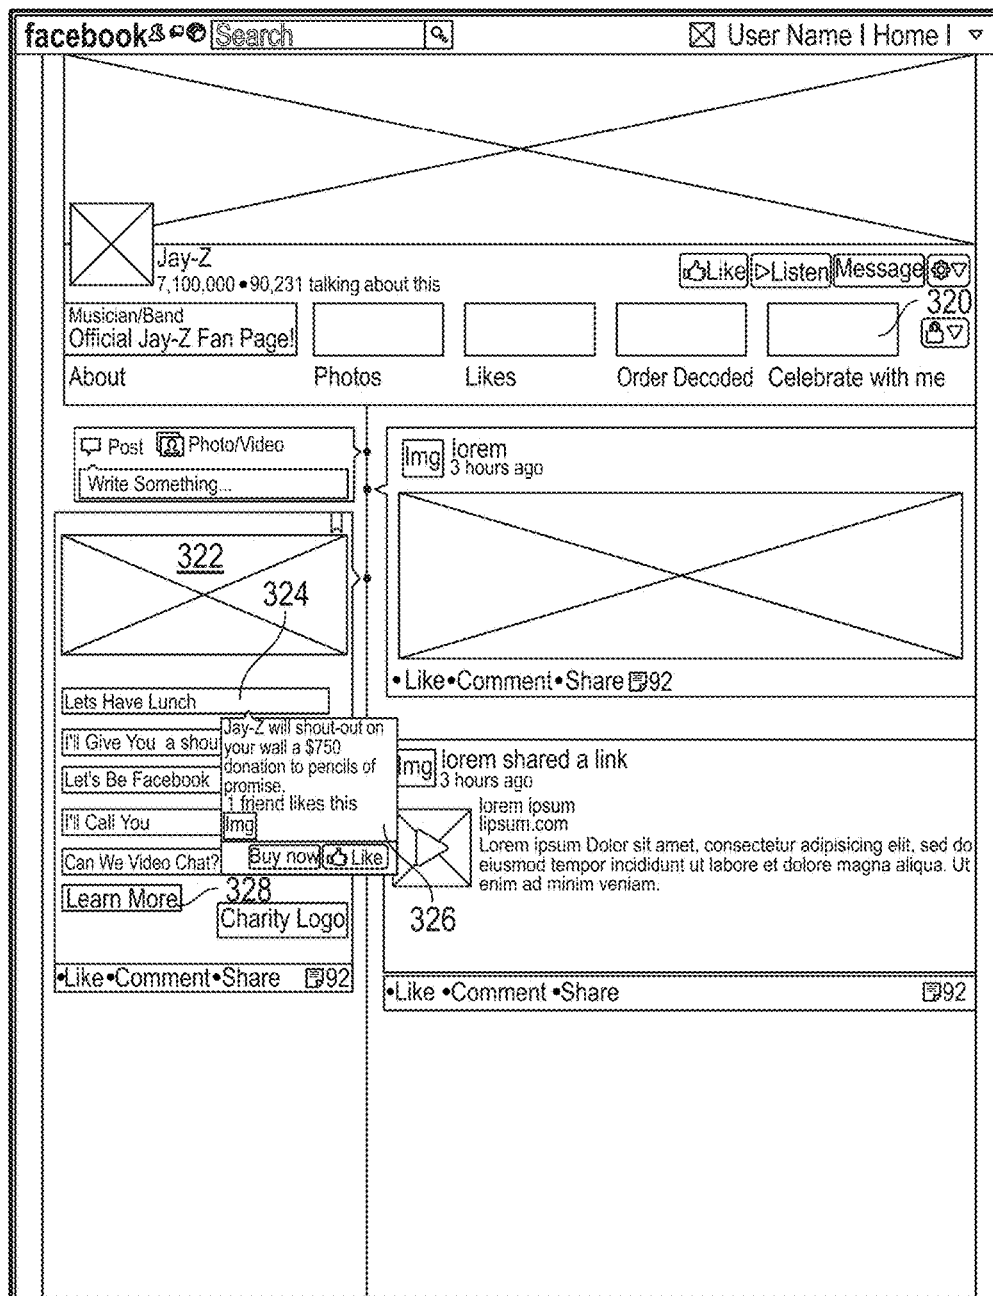 facebook Search User Name | Home |
Jay-Z
7,100,000 • 90,231 talking about this
Like Listen Message
320
Musician/Band
Official Jay-Z Fan Page!
About Photos Likes Order Decoded Celebrate with me
Post Photo/Video
Write Something...
322
324
Lets Have Lunch
I'll Give You a shou
Let's Be Facebook
I'll Call You
Can We Video Chat?
Jay-Z will shout-out on
your wall a $750
donation to pencils of
promise.
1 friend likes this
Img
Buy now Like
Learn More
328
Charity Logo
•Like•Comment•Share 92
Img lorem
3 hours ago
•Like•Comment•Share 92
Img lorem shared a link
3 hours ago
lorem ipsum
lipsum.com
Lorem ipsum Dolor sit amet, consectetur adipisicing elit, sed do
eiusmod tempor incididunt ut labore et dolore magna aliqua. Ut
enim ad minim veniam.
326
•Like •Comment •Share 92